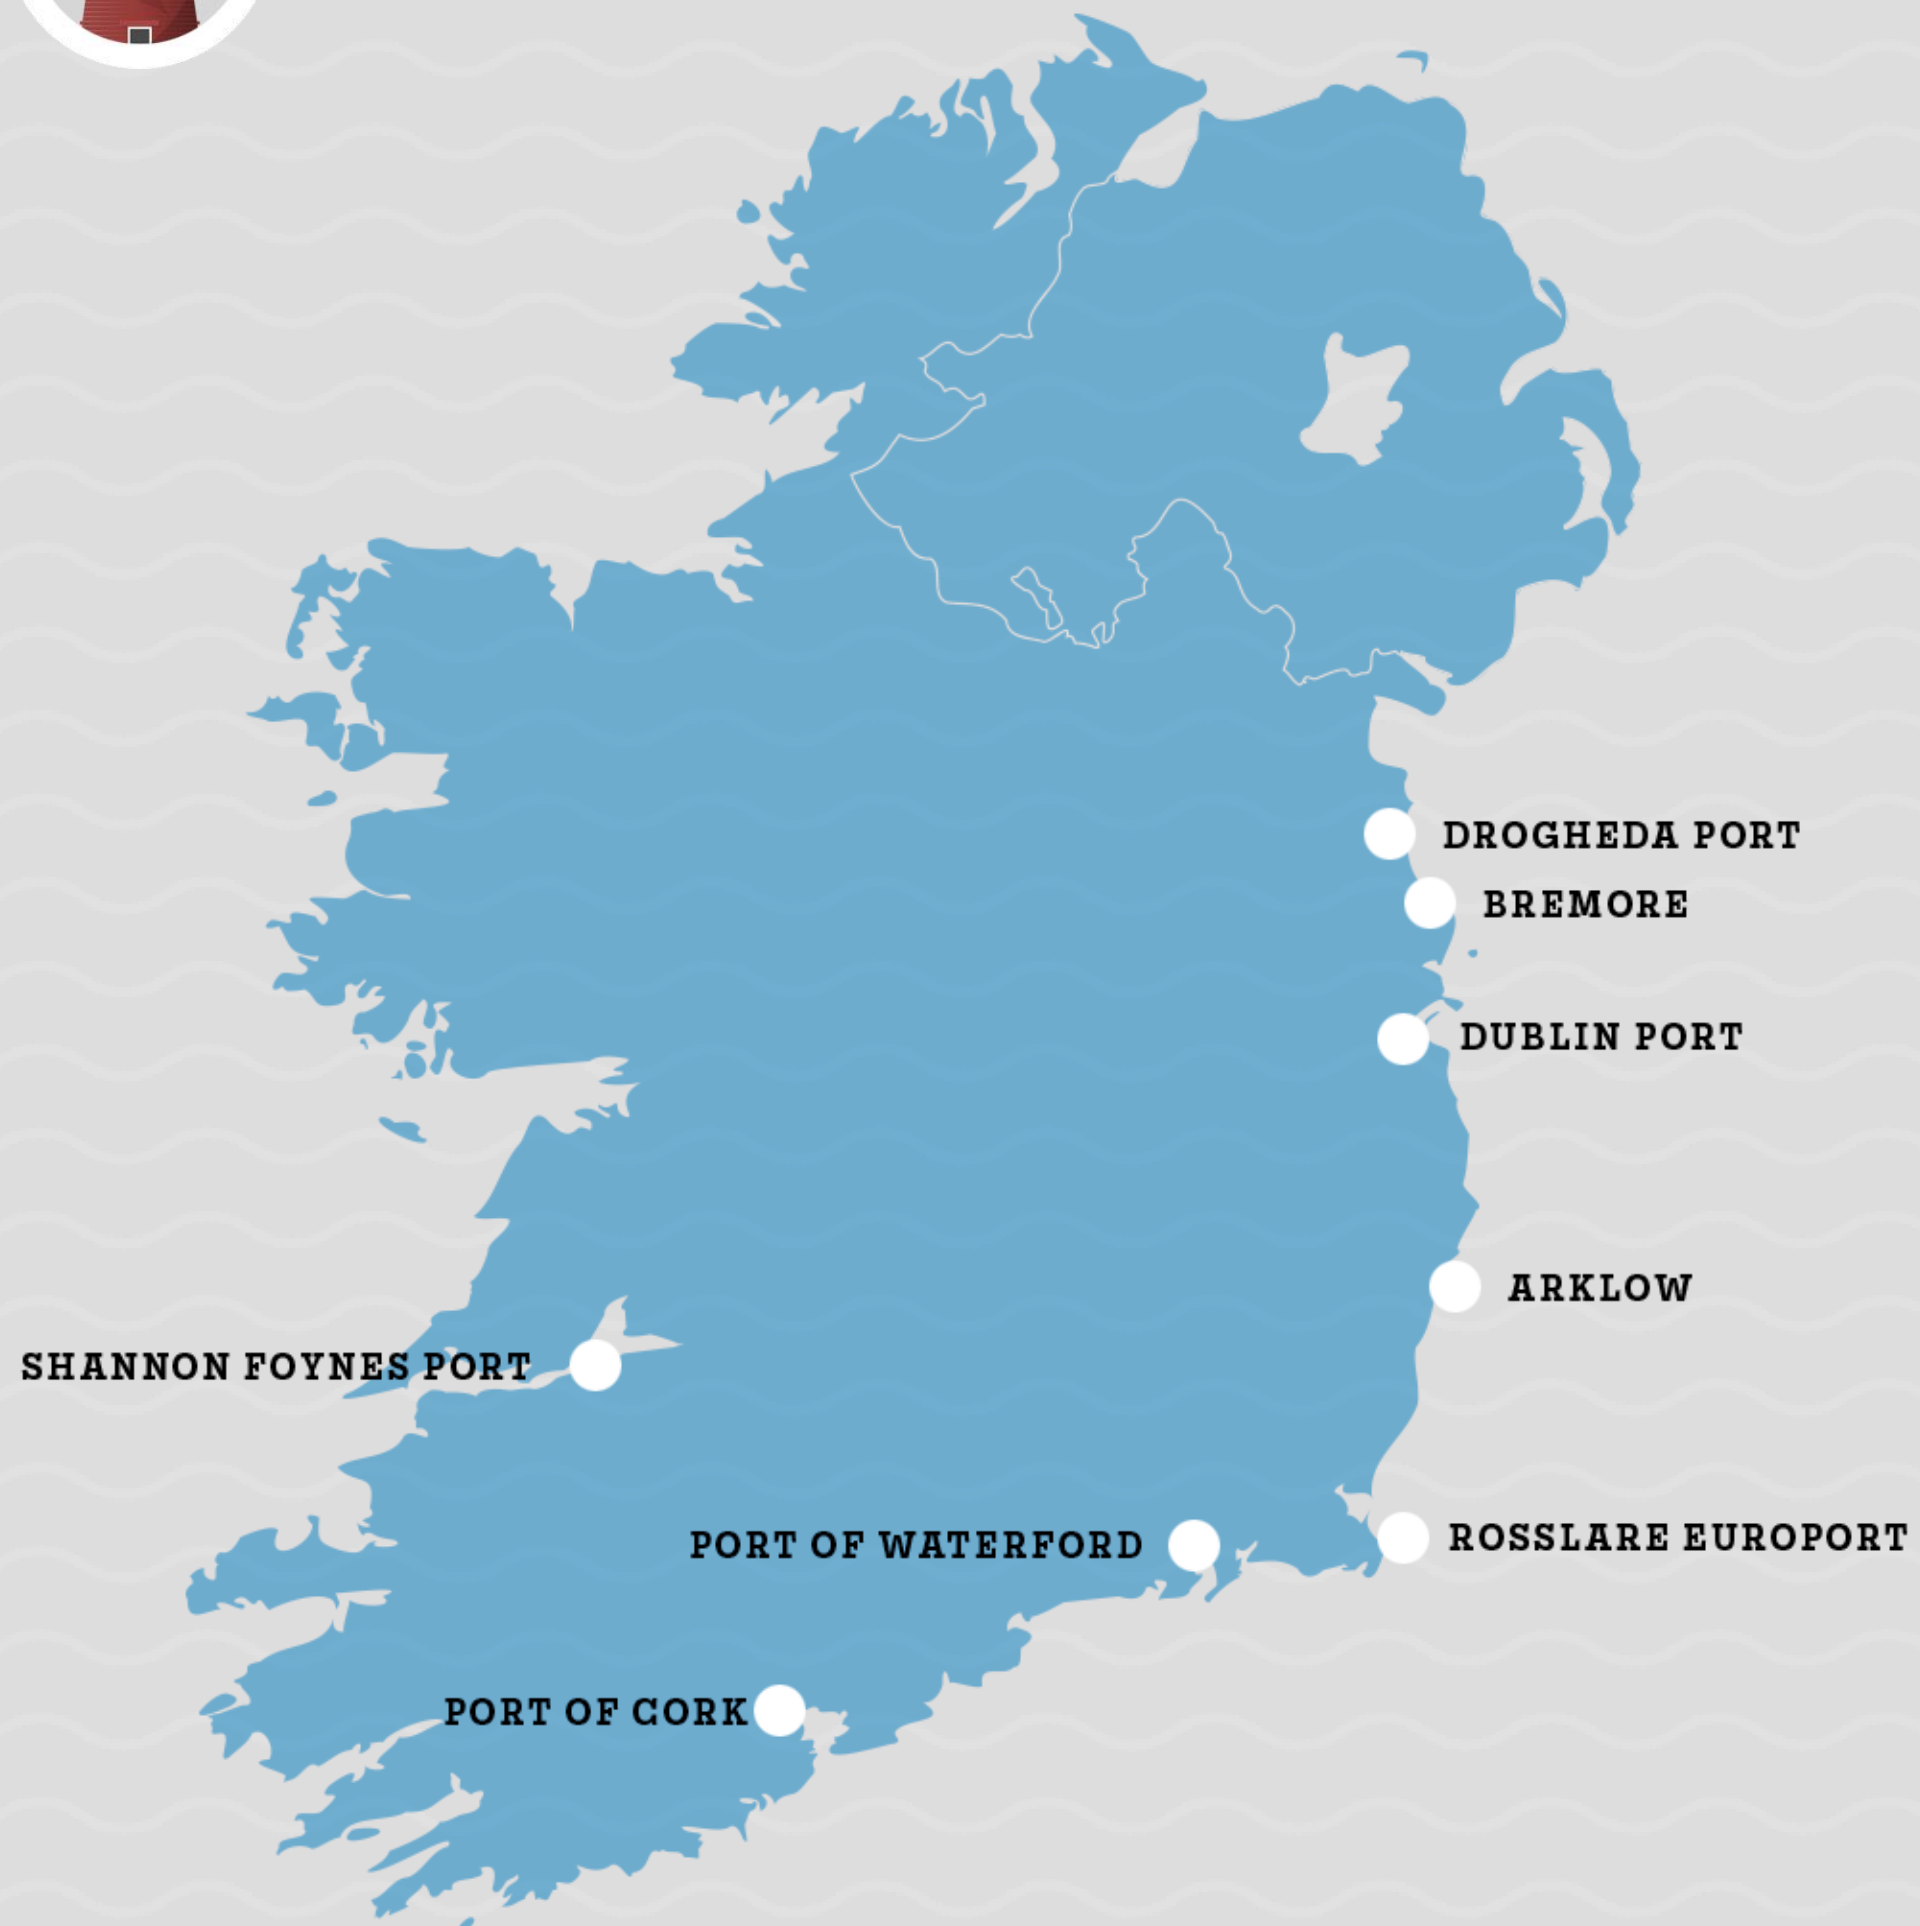 DROGHEDA PORT
BREMORE
DUBLIN PORT
ARKLOW
SHANNON FOYNES PORT
PORT OF WATERFORD
ROSSLARE EUROPORT
PORT OF CORK